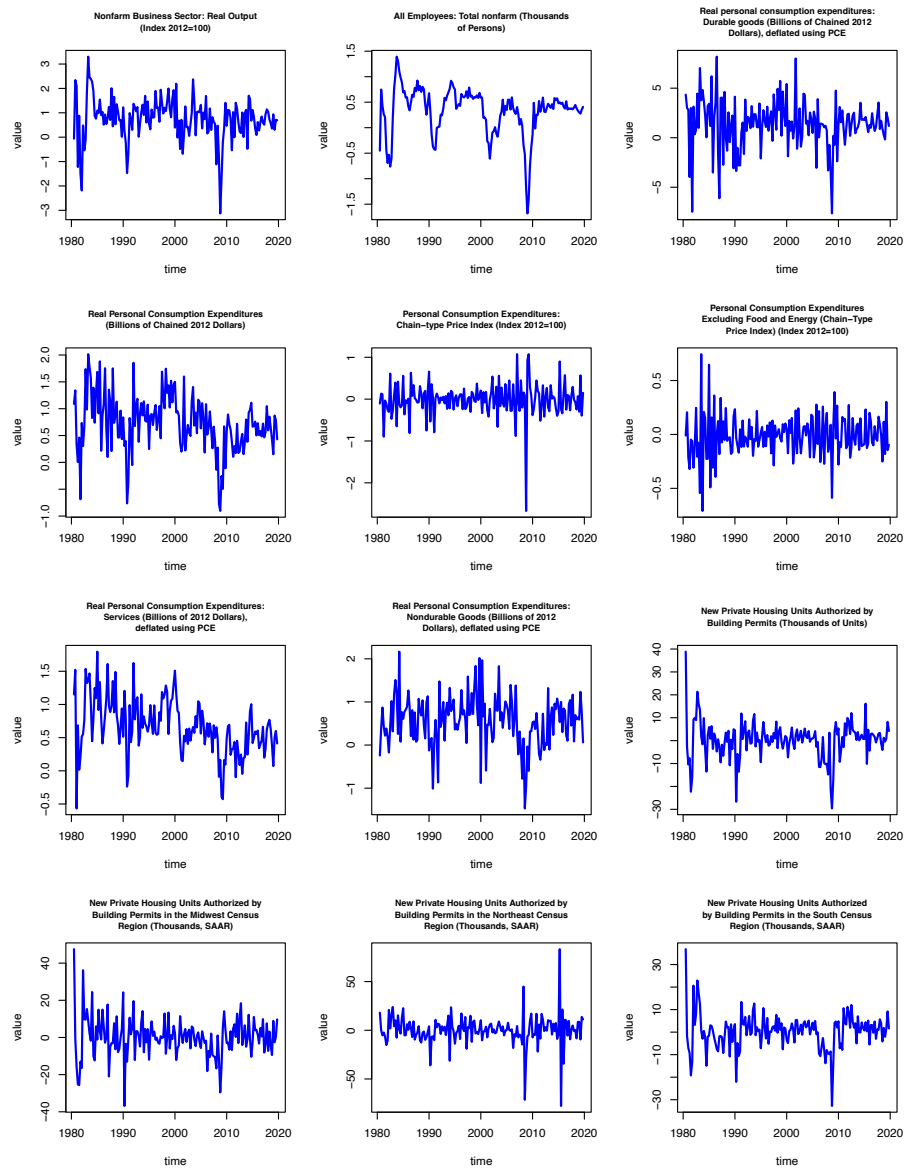 Nonfarm Business Sector: Real Output
(Index 2012=100)
value
3
2
1
0
−1
−2
−3
1980 1990 2000 2010 2020
time
All Employees: Total nonfarm (Thousands
of Persons)
value
1.5
0.5
−0.5
−1.5
1980 1990 2000 2010 2020
time
Real personal consumption expenditures:
Durable goods (Billions of Chained 2012
Dollars), deflated using PCE
value
5
0
−5
1980 1990 2000 2010 2020
time
Real Personal Consumption Expenditures
(Billions of Chained 2012 Dollars)
value
2.0
1.5
1.0
0.5
0.0
−1.0
1980 1990 2000 2010 2020
time
Personal Consumption Expenditures:
Chain−type Price Index (Index 2012=100)
value
1
0
−1
−2
1980 1990 2000 2010 2020
time
Personal Consumption Expenditures
Excluding Food and Energy (Chain−Type
Price Index) (Index 2012=100)
value
0.5
0.0
−0.5
1980 1990 2000 2010 2020
time
Real Personal Consumption Expenditures:
Services (Billions of 2012 Dollars),
deflated using PCE
value
1.5
1.0
0.5
0.0
−0.5
1980 1990 2000 2010 2020
time
Real Personal Consumption Expenditures:
Nondurable Goods (Billions of 2012
Dollars), deflated using PCE
value
2
1
0
−1
1980 1990 2000 2010 2020
time
New Private Housing Units Authorized by
Building Permits (Thousands of Units)
value
40
30
10
−10
−30
1980 1990 2000 2010 2020
time
New Private Housing Units Authorized by
Building Permits in the Midwest Census
Region (Thousands, SAAR)
value
40
20
0
−20
−40
1980 1990 2000 2010 2020
time
New Private Housing Units Authorized by
Building Permits in the Northeast Census
Region (Thousands, SAAR)
value
50
0
−50
1980 1990 2000 2010 2020
time
New Private Housing Units Authorized
by Building Permits in the South Census
Region (Thousands, SAAR)
value
30
10
−10
−30
1980 1990 2000 2010 2020
time